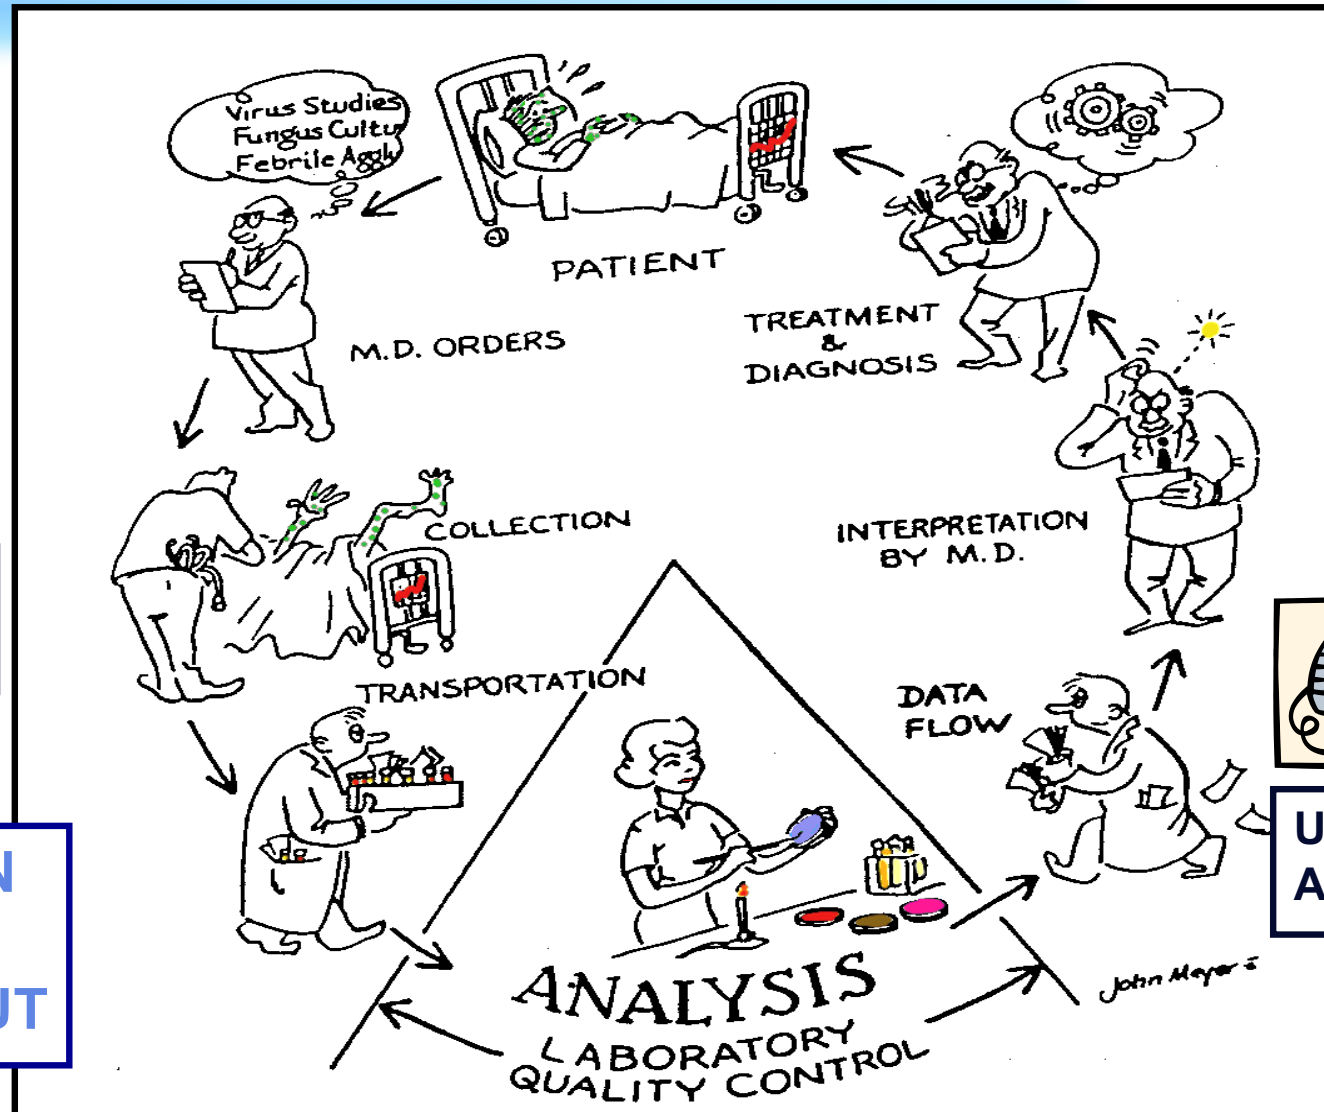 Virus Studies
Fungus Cultu
Febrile Aggl
PATIENT
M.D. ORDERS
TREATMENT
&
DIAGNOSIS
COLLECTION
INTERPRETATION
BY M.D.
TRANSPORTATION
DATA
FLOW
N
UT
U
A
ANALYSIS
LABORATORY
QUALITY CONTROL
John Meyer